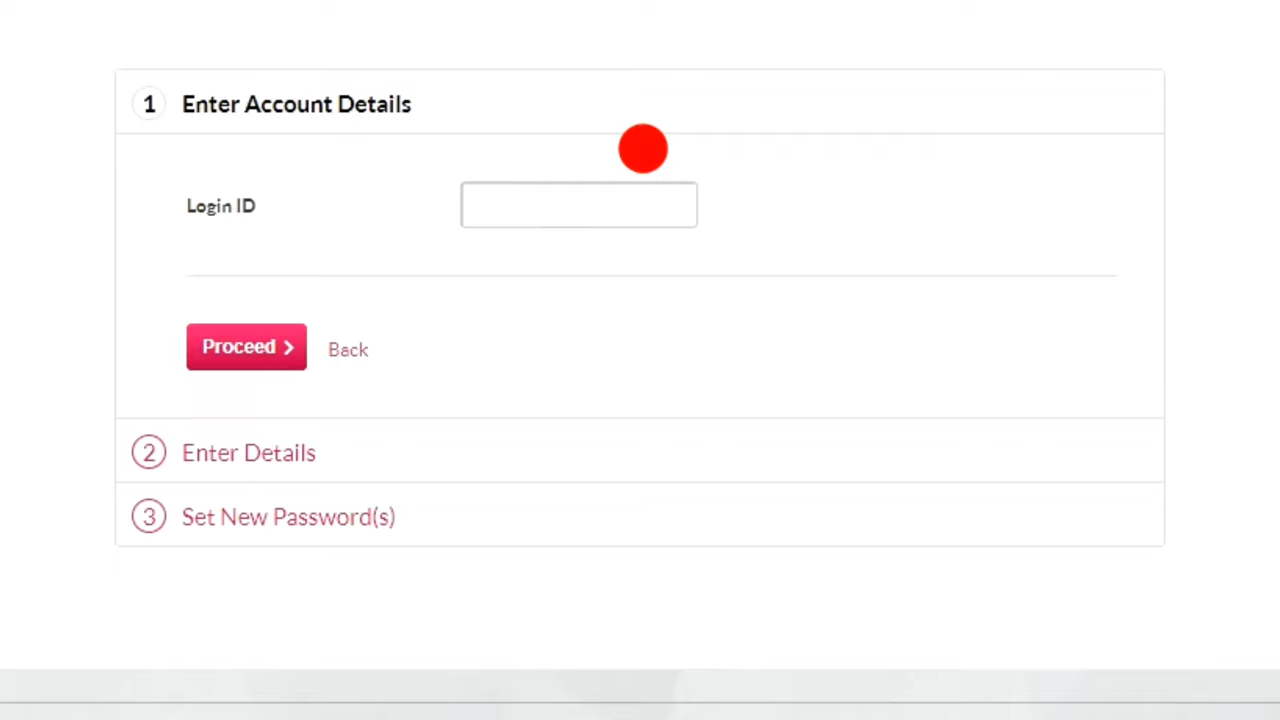 1 Enter Account Details
Login ID
Proceed Back
2 Enter Details
3 Set New Password(s)